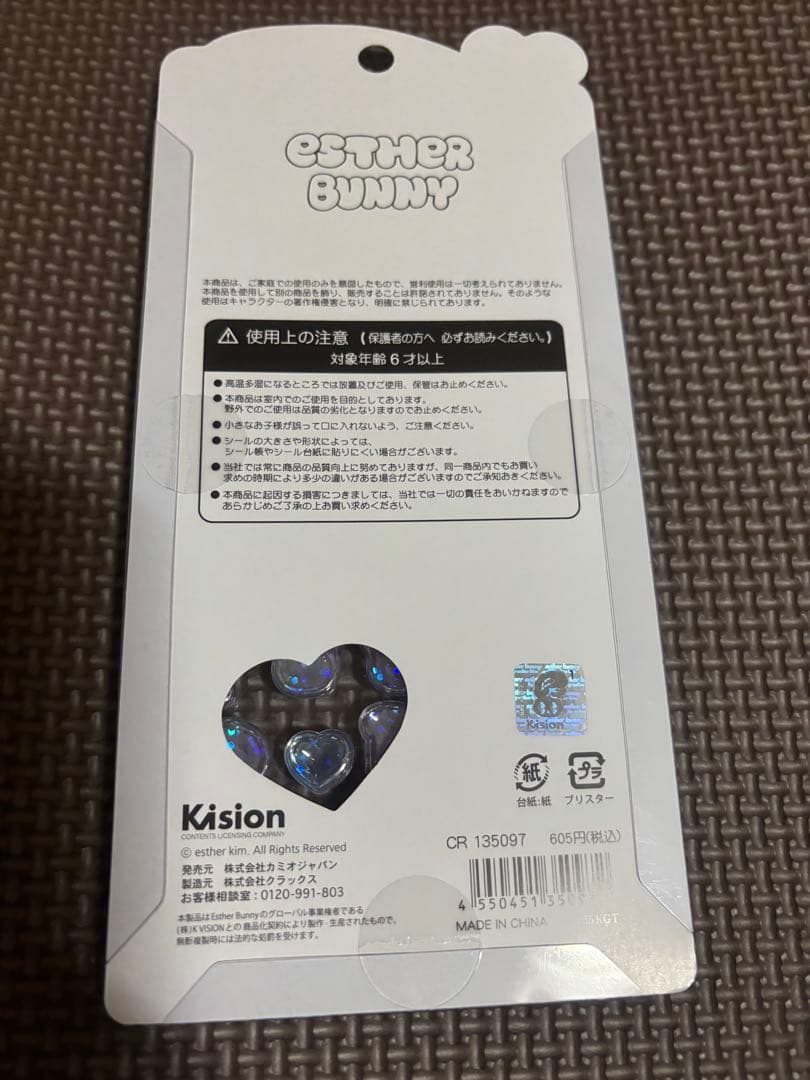 esTHer
BUNNY
本商品は、ご家庭での使用のみを意図したもので、営利使用は一切考えられておりません。
本商品を使用して別の商品を飾り、販売することは許諾されておりません。そのような
使用はキャラクターの著作権侵害となり、明確に禁じられております。
⚠ 使用上の注意 (保護者の方へ 必ずお読みください。)
対象年齢6才以上
● 高温多湿になるところでは放置及びご使用、保管はお止めください。
● 本商品は室内でのご使用を目的としております。
野外でのご使用は品質の劣化となりますのでお止めください。
● 小さなお子様が誤って口に入れないよう、ご注意ください。
● シールの大きさや形状によっては、
シール帳やシール台紙に貼りにくい場合がございます。
● 当社では常に商品の品質向上に努めておりますが、同一商品内でもお買い
求めの時期により多少の違いがある場合がございますのでご承知おきください。
● 本商品に起因する損害につきましては、当社では一切の責任をおいかねますので
あらかじめご了承の上お買い求めください。
Kision
紙
プラ
台紙:紙
ブリスター
Kision
CONTENTS LICENSING COMPANY
© esther kim. All Rights Reserved
発売元 株式会社カミオジャパン
製造元 株式会社クラックス
お客様相談室:0120-991-803
本製品はEsther Bunnyのグローバル事業権者である
(株)K VISIONとの 商品化契約により製作・生産されたもので、
無断複製時には法的な処罰を受けます。
CR 135097 605円(税込)
4 550451 350
MADE IN CHINA